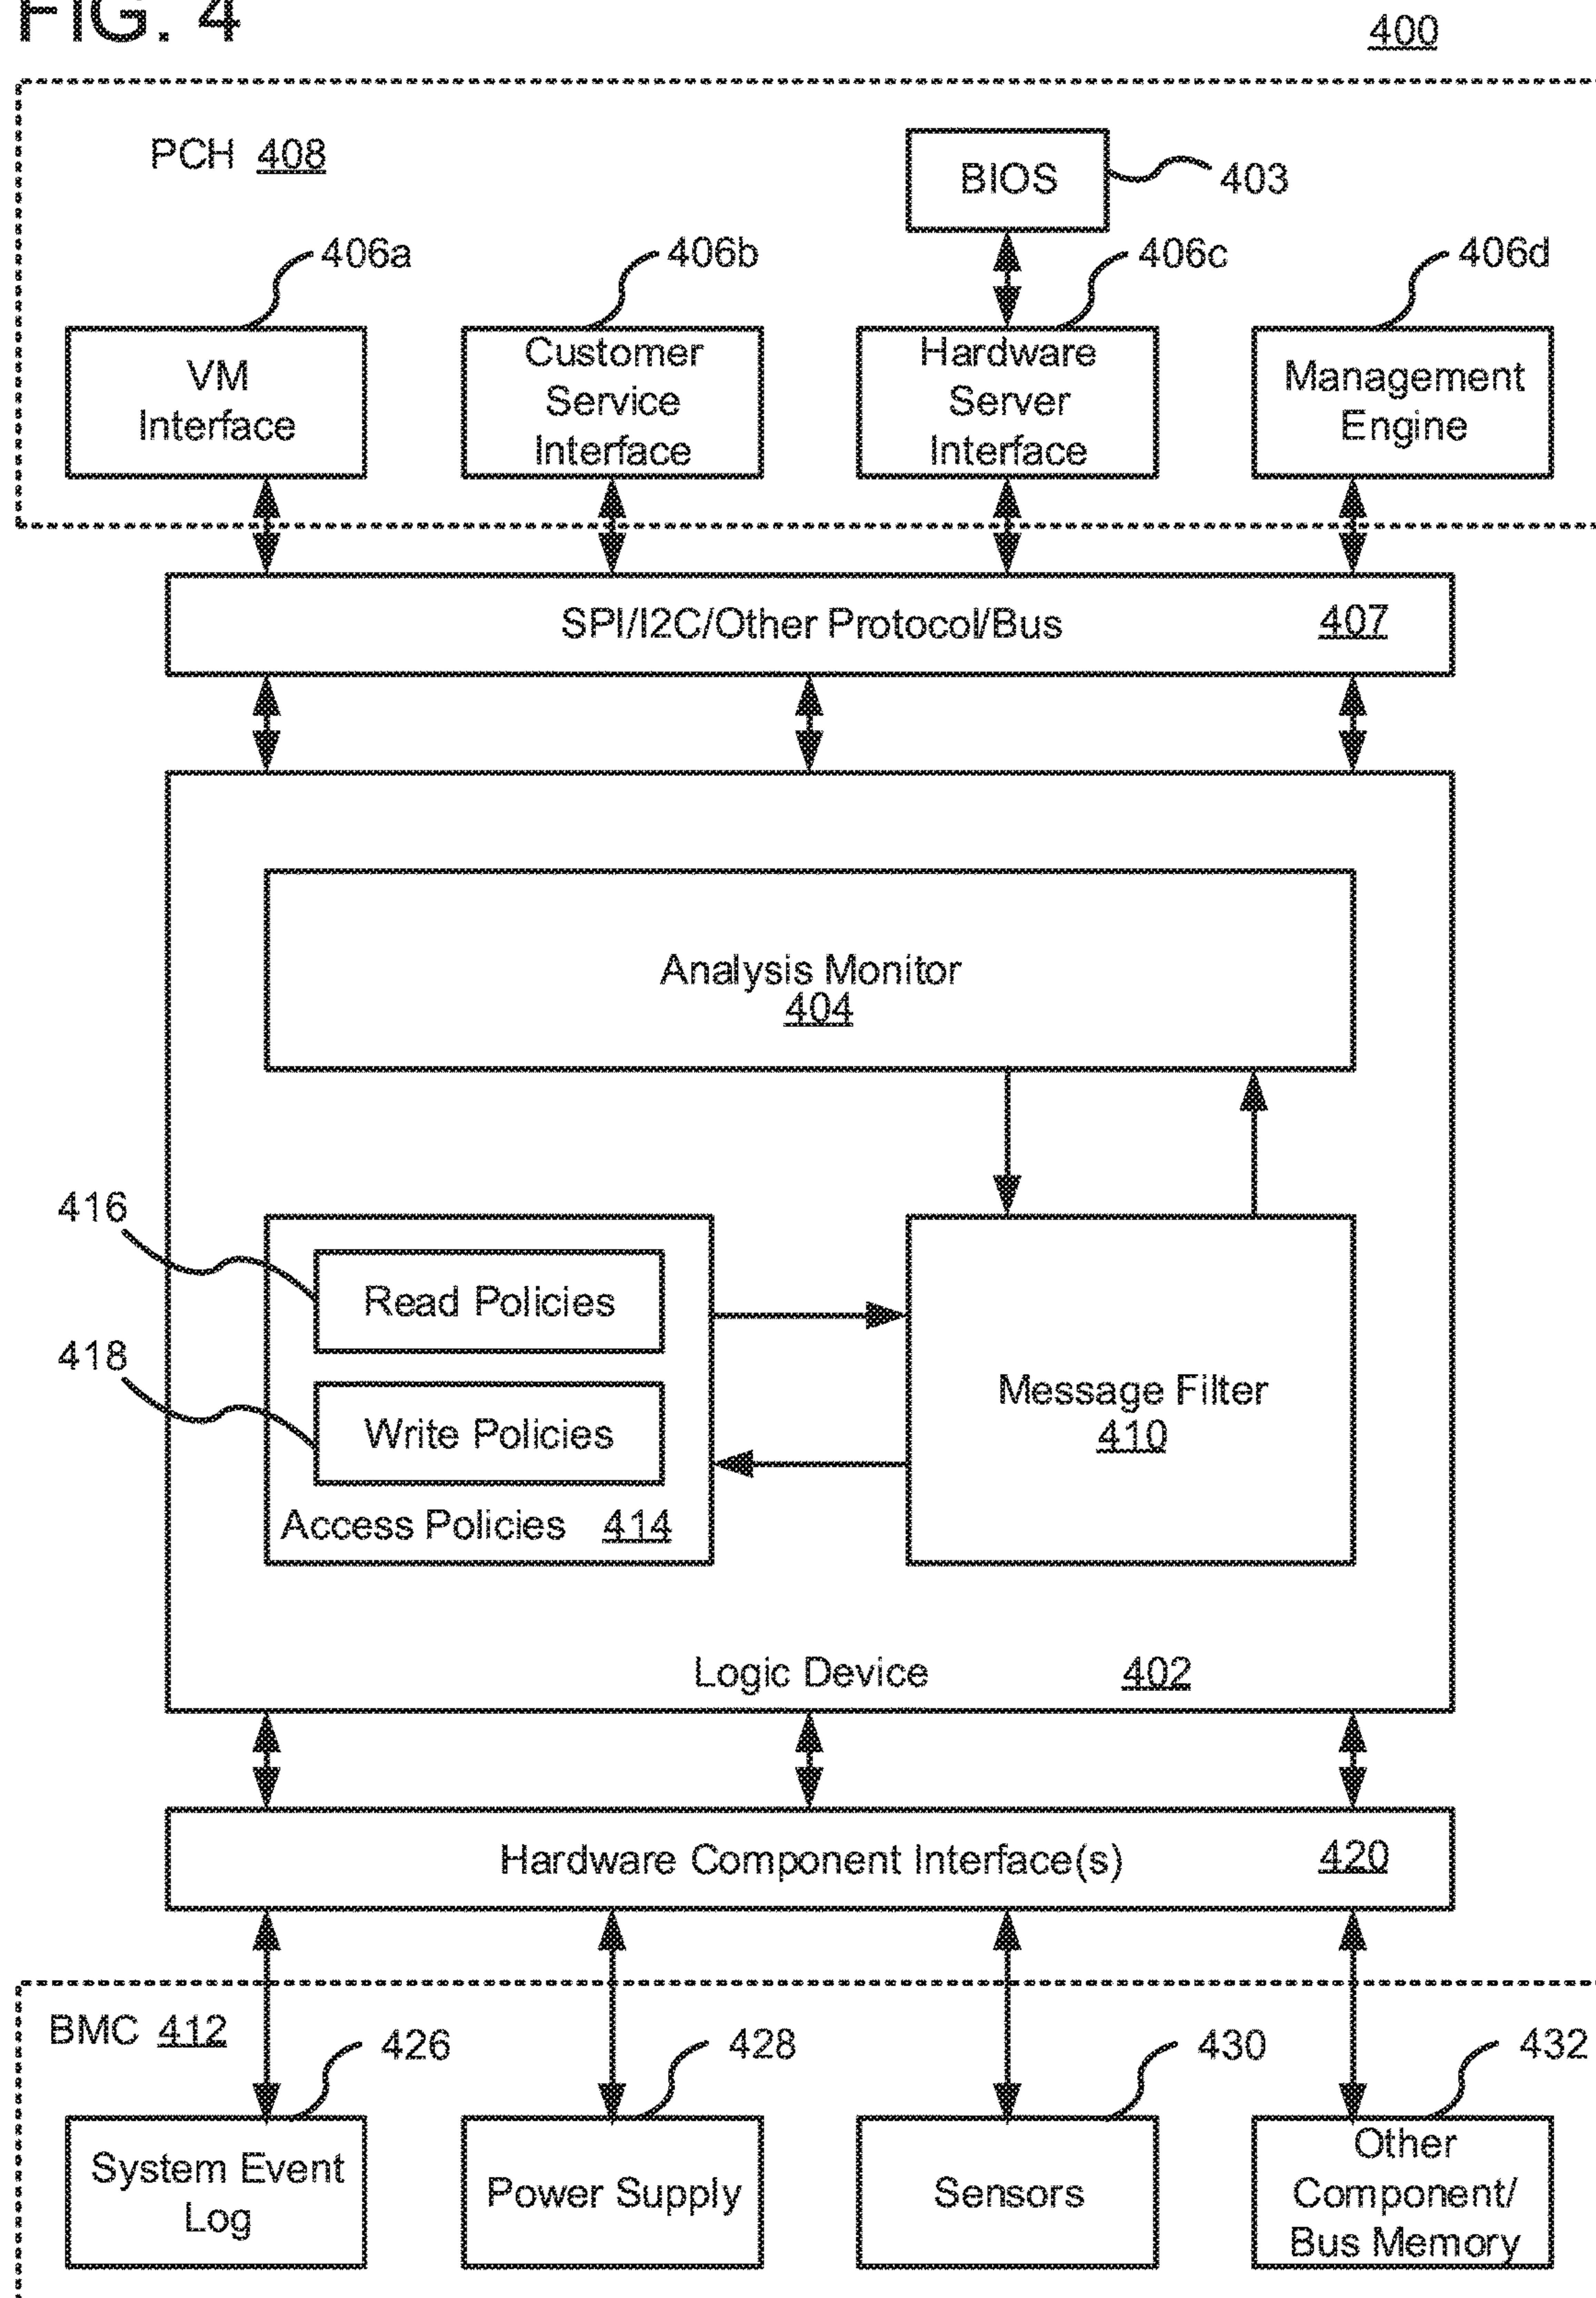 FIG. 4
400
PCH 408
BIOS
403
406a
406b
406c
406d
VM
Interface
Customer
Service
Interface
Hardware
Server
Interface
Management
Engine
SPI/I2C/Other Protocol/Bus 407
Analysis Monitor
404
416
Read Policies
418
Write Policies
Access Policies 414
Message Filter
410
Logic Device 402
Hardware Component Interface(s) 420
BMC 412
426
428
430
432
System Event
Log
Power Supply
Sensors
Other
Component/
Bus Memory